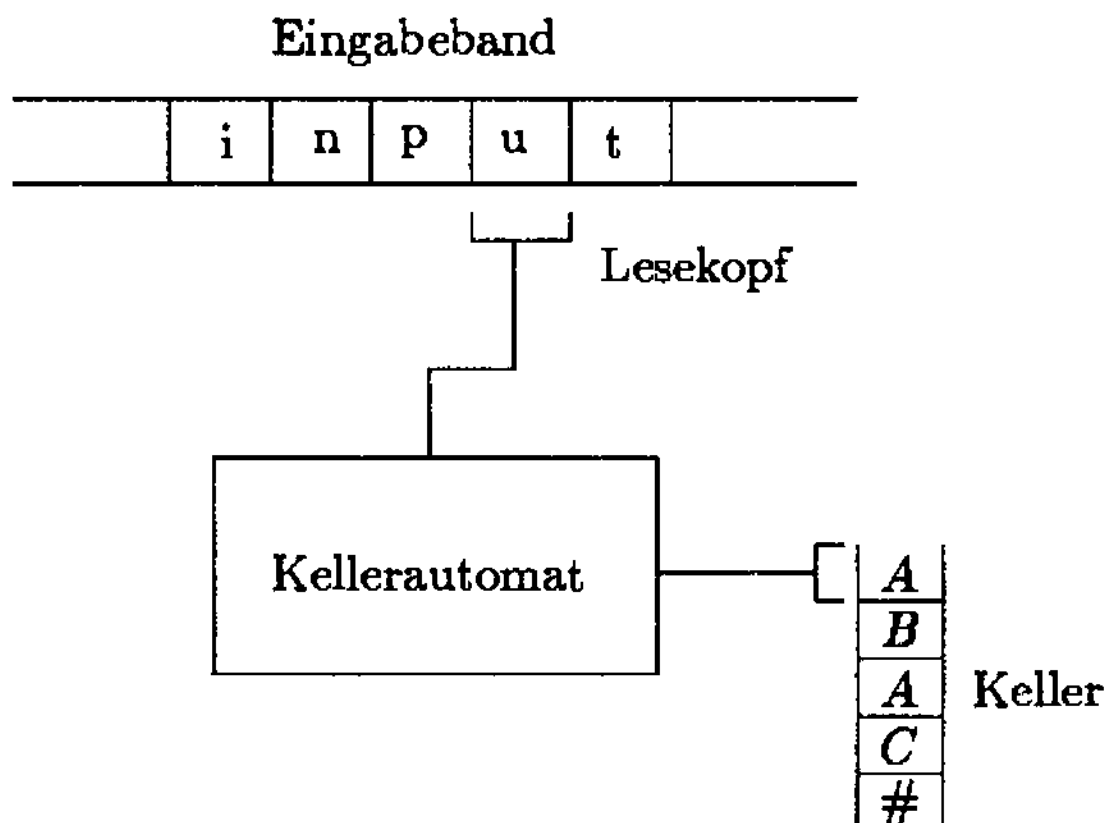 Eingabeband
i n p u t
Lesekopf
Kellerautomat
A
B
A
Keller
C
#